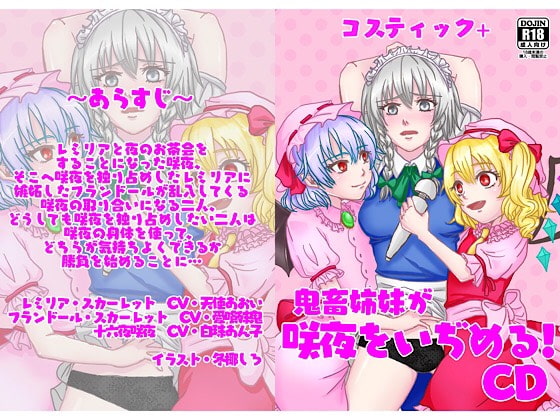 ～あらすじ～
レミリアと夜のお茶会を
することになった咲夜。
そこへ咲夜を独り占めしたレミリアに
嫉妬したフランドールが乱入してくる
咲夜の取り合いになる二人。
どうしても咲夜を独り占めしたい二人は
咲夜の身体を使って、
どちらが気持ちよくできるか
勝負を始めることに…
レミリア・スカーレット CV・天使あおい
フランドール・スカーレット CV・
十六夜咲夜 CV・
イラスト・冬椰しろ
コスティック+
DOJIN
R18
成人向け
鬼畜姉妹が
咲夜をいぢめる!
CD